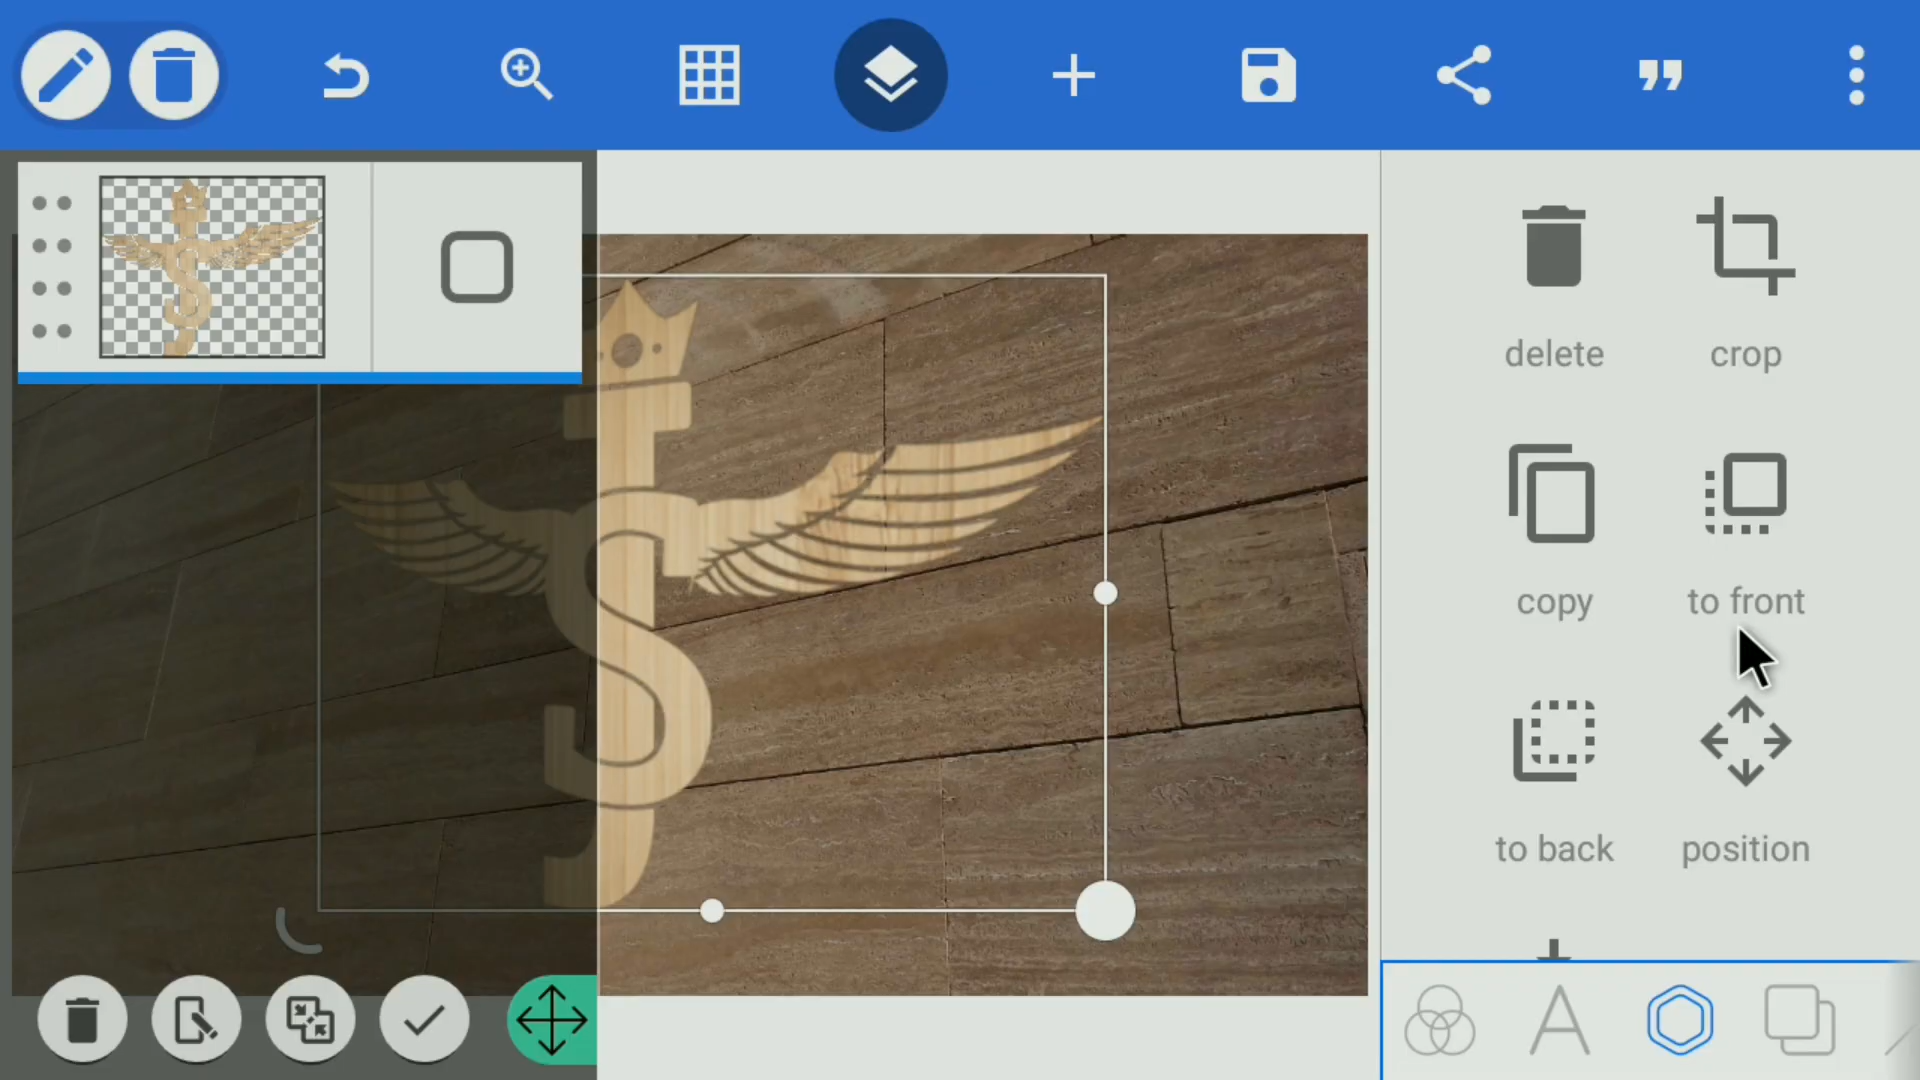 delete
crop
copy
to front
to back
position